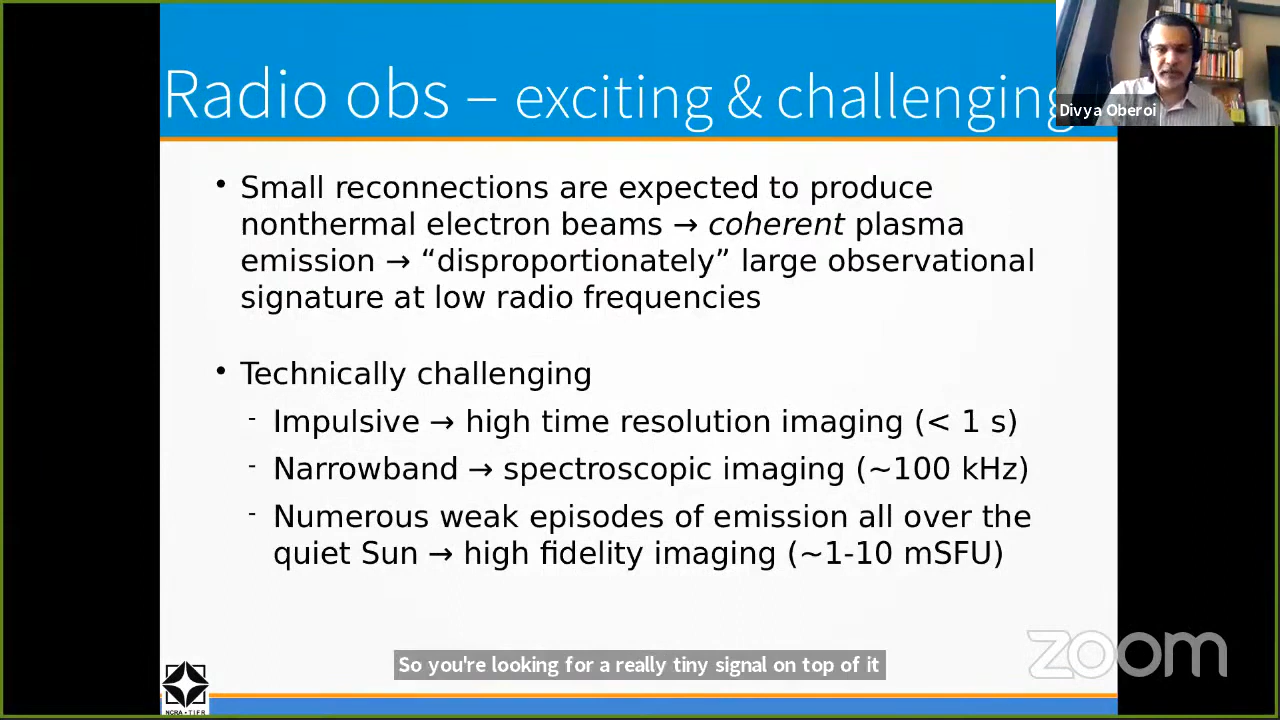 Radio obs – exciting & challenging
Divya Oberoi
• Small reconnections are expected to produce
nonthermal electron beams → coherent plasma
emission → “disproportionately” large observational
signature at low radio frequencies
• Technically challenging
- Impulsive → high time resolution imaging (< 1 s)
- Narrowband → spectroscopic imaging (~100 kHz)
- Numerous weak episodes of emission all over the
quiet Sun → high fidelity imaging (~1-10 mSFU)
So you're looking for a really tiny signal on top of it
zoom
NCRA • TIFR